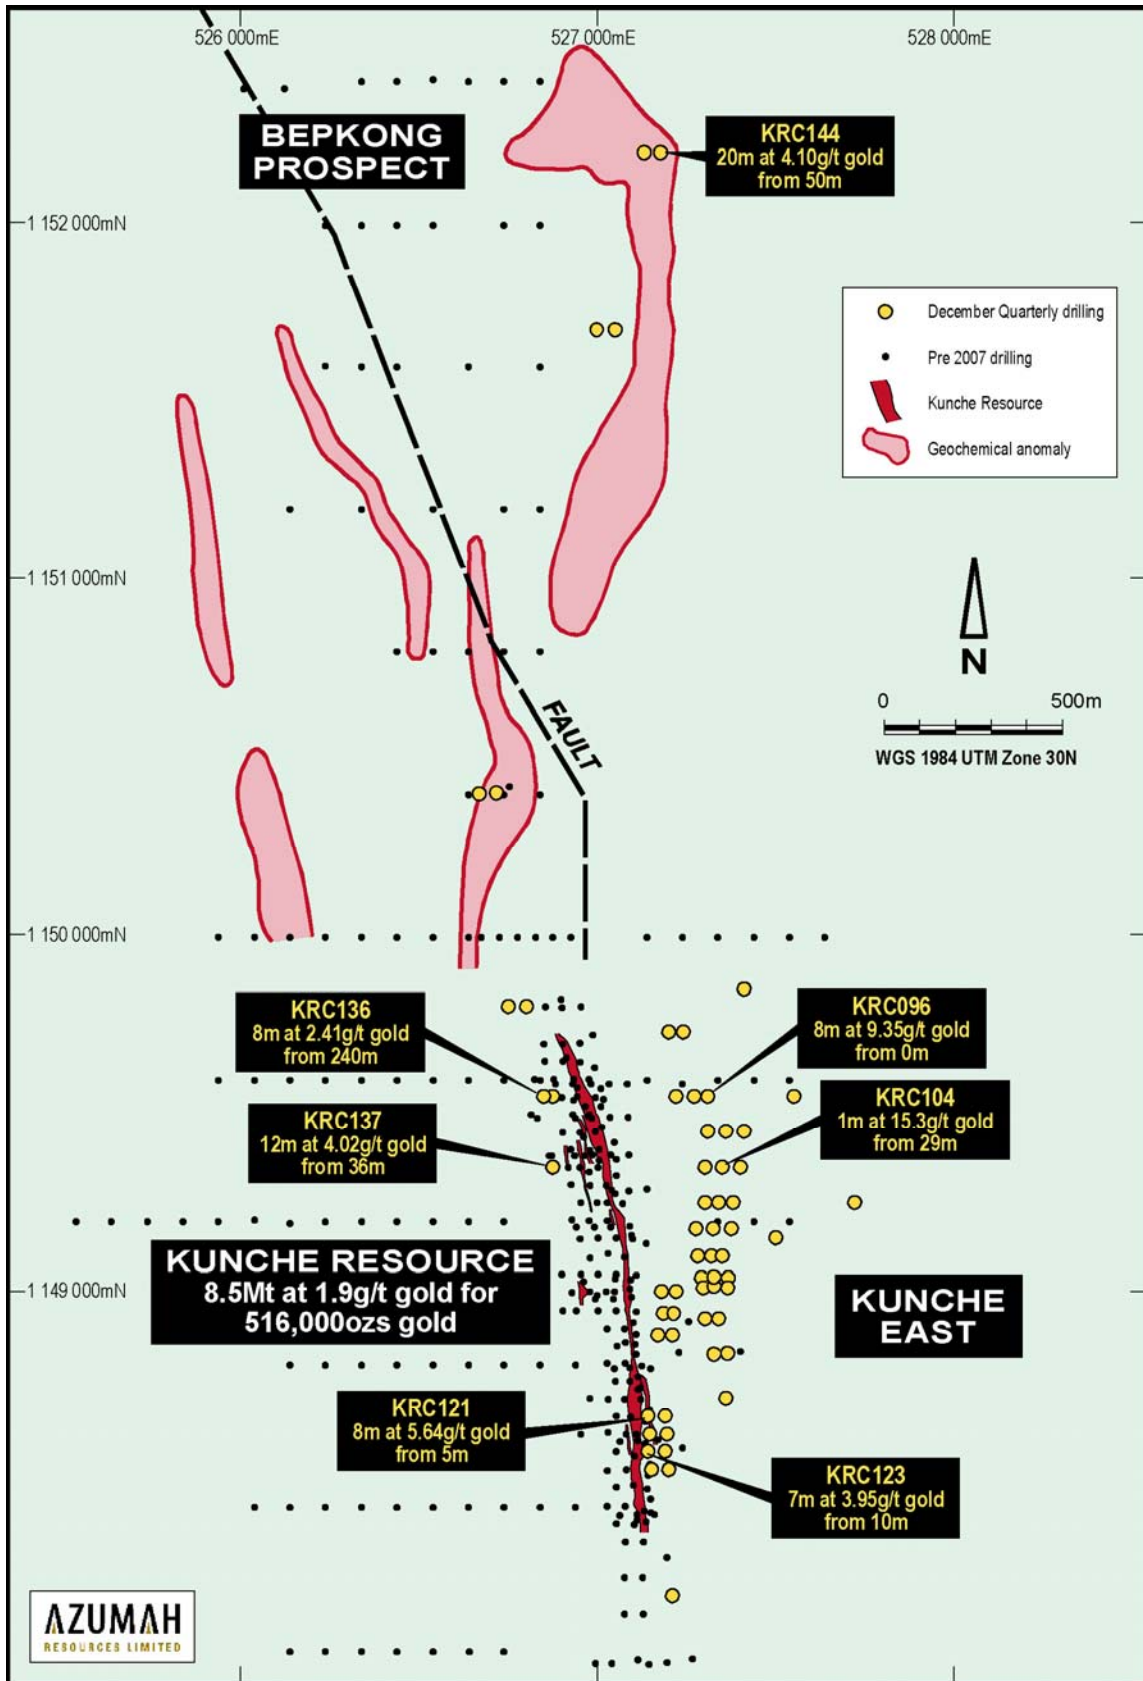 526 000mE
527 000mE
528 000mE
BEPKONG
PROSPECT
KRC144
20m at 4.10g/t gold
from 50m
1 152 000mN
December Quarterly drilling
Pre 2007 drilling
Kunche Resource
Geochemical anomaly
1 151 000mN
N
0 500m
WGS 1984 UTM Zone 30N
FAULT
1 150 000mN
KRC136
8m at 2.41g/t gold
from 240m
KRC096
8m at 9.35g/t gold
from 0m
KRC137
12m at 4.02g/t gold
from 36m
KRC104
1m at 15.3g/t gold
from 29m
KUNCHE RESOURCE
8.5Mt at 1.9g/t gold for
516,000ozs gold
1 149 000mN
KUNCHE
EAST
KRC121
8m at 5.64g/t gold
from 5m
KRC123
7m at 3.95g/t gold
from 10m
AZUMAH
RESOURCES LIMITED